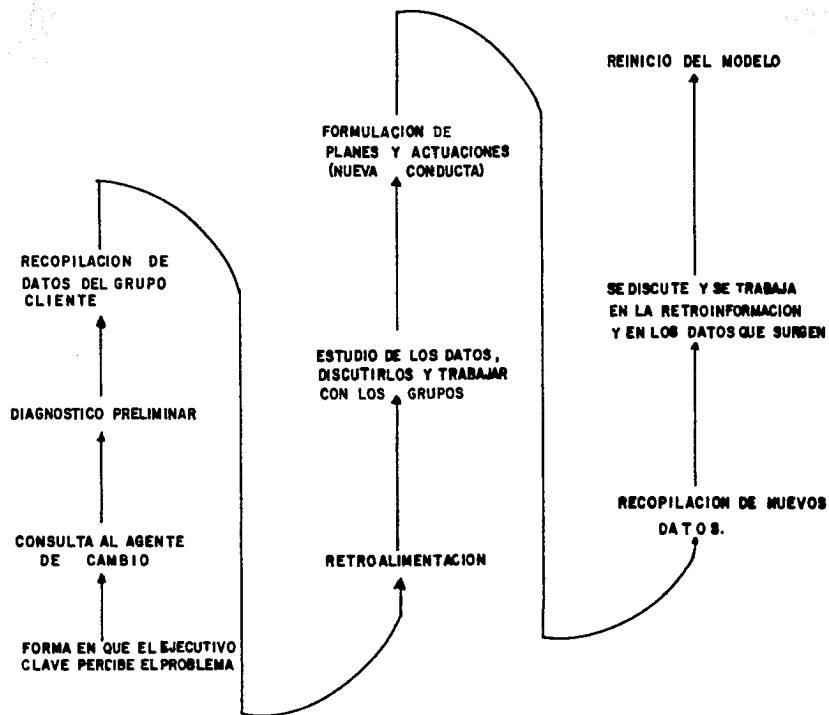 FORMA EN QUE EL EJECUTIVO
CLAVE PERCIBE EL PROBLEMA
CONSULTA AL AGENTE
DE CAMBIO
DIAGNOSTICO PRELIMINAR
RECOPILACION DE
DATOS DEL GRUPO
CLIENTE
RETROALIMENTACION
ESTUDIO DE LOS DATOS,
DISCUTIRLOS Y TRABAJAR
CON LOS GRUPOS
FORMULACION DE
PLANES Y ACTUACIONES
(NUEVA CONDUCTA)
RECOPILACION DE NUEVOS
DATOS.
SE DISCUTE Y SE TRABAJA
EN LA RETROINFORMACION
Y EN LOS DATOS QUE SURGEN
REINICIO DEL MODELO